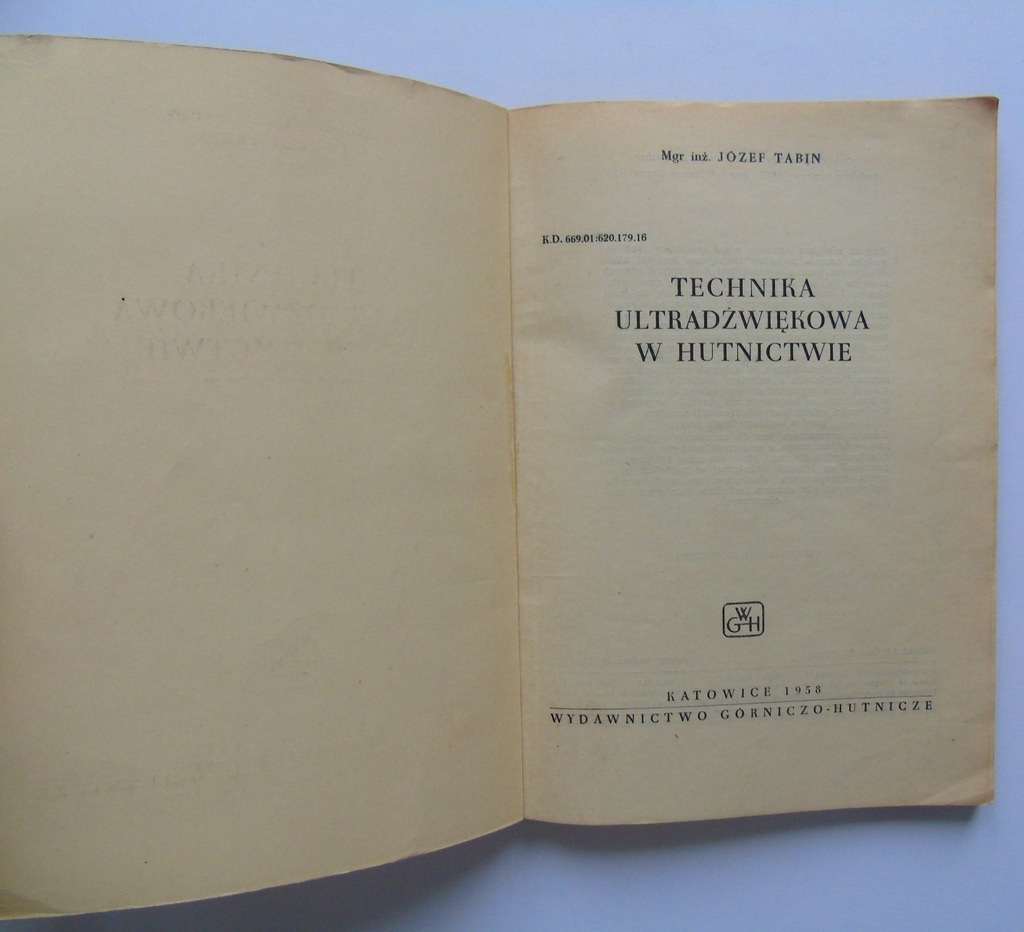 Mgr inż. JÓZEF TABIN
K.D. 669.01:620.179.16
TECHNIKA
ULTRADŹWIĘKOWA
W HUTNICTWIE
WGH
KATOWICE 1958
WYDAWNICTWO GÓRNICZO-HUTNICZE